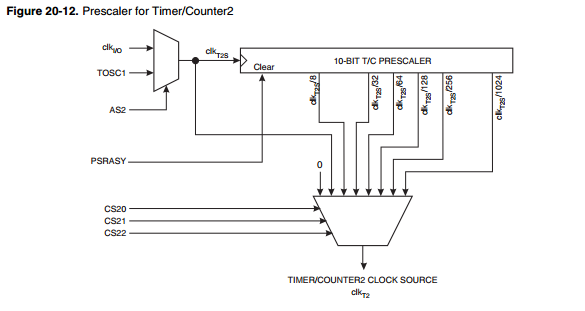 Figure 20-12. Prescaler for Timer/Counter2
clkI/O
TOSC1
AS2
PSRASY
clkT2S
Clear
10-BIT T/C PRESCALER
clkT2S/8
clkT2S/32
clkT2S/64
clkT2S/128
clkT2S/256
clkT2S/1024
0
CS20
CS21
CS22
TIMER/COUNTER2 CLOCK SOURCE
clkT2